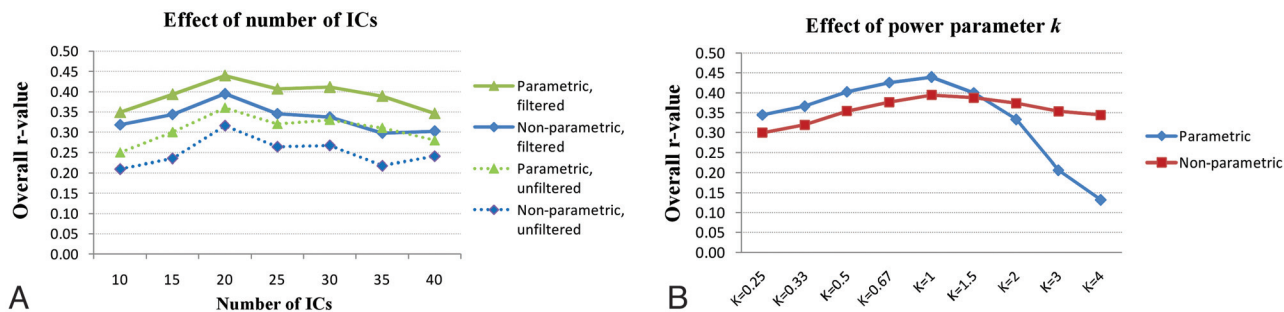 Effect of number of ICs
Overall r-value
0.50
0.45
0.40
0.35
0.30
0.25
0.20
0.15
0.10
0.05
0.00
10 15 20 25 30 35 40
Number of ICs
Parametric,
filtered
Non-parametric,
filtered
Parametric,
unfiltered
Non-parametric,
unfiltered
A
Effect of power parameter k
Overall r-value
0.50
0.45
0.40
0.35
0.30
0.25
0.20
0.15
0.10
0.05
0.00
K=0.25 K=0.33 K=0.5 K=0.67 K=1 K=1.5 K=2 K=3 K=4
Parametric
Non-parametric
B